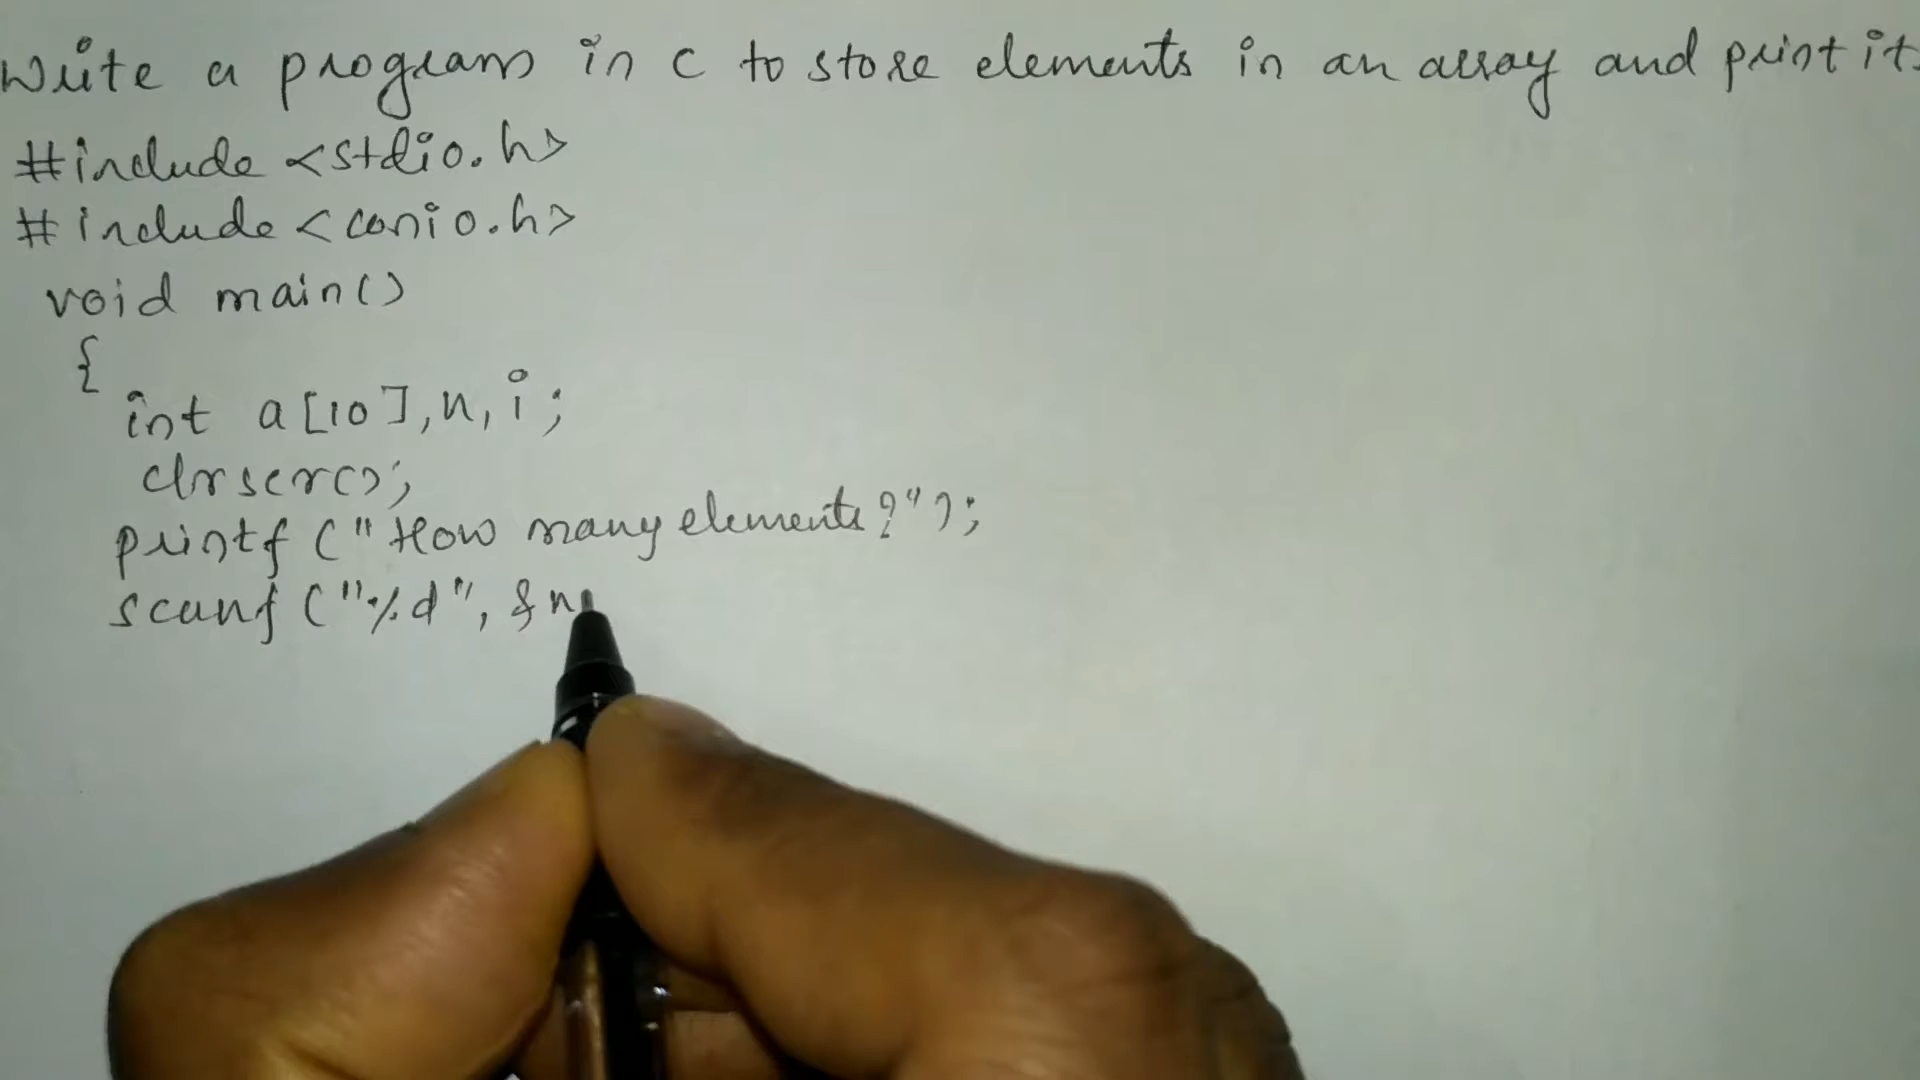 Write a program in c to store elements in an array and print it.
#include <stdio.h>
#include <conio.h>
void main()
{
int a[10],n,i;
clrscr();
printf ("How many elements?");
scanf ("%d", &n